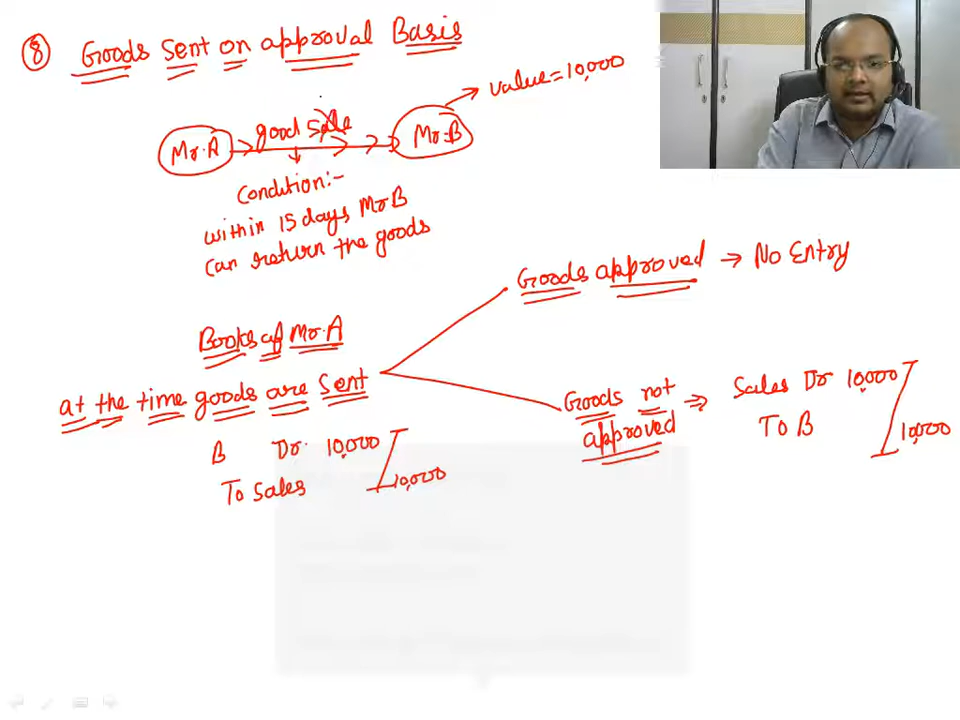 8 Goods Sent on approval Basis
Mr. A good sale Mr. B value = 10,000
Condition:-
within 15 days Mr B
can return the goods
Goods approved → No Entry
Books of Mr. A
at the time goods are sent
B Dr. 10,000
To Sales 10,000
Goods not approved ⇒
Sales Dr 10,000
To B 10,000